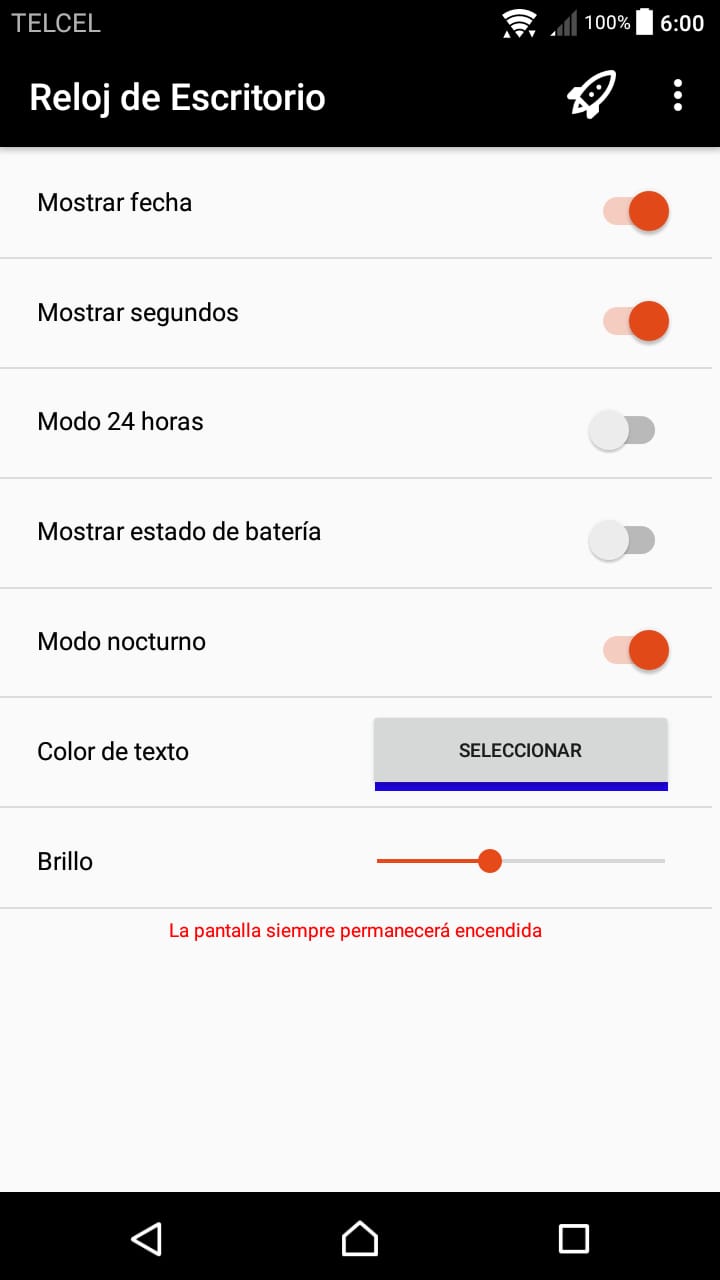 TELCEL 100% 6:00
Reloj de Escritorio
Mostrar fecha
Mostrar segundos
Modo 24 horas
Mostrar estado de batería
Modo nocturno
Color de texto SELECCIONAR
Brillo
La pantalla siempre permanecerá encendida